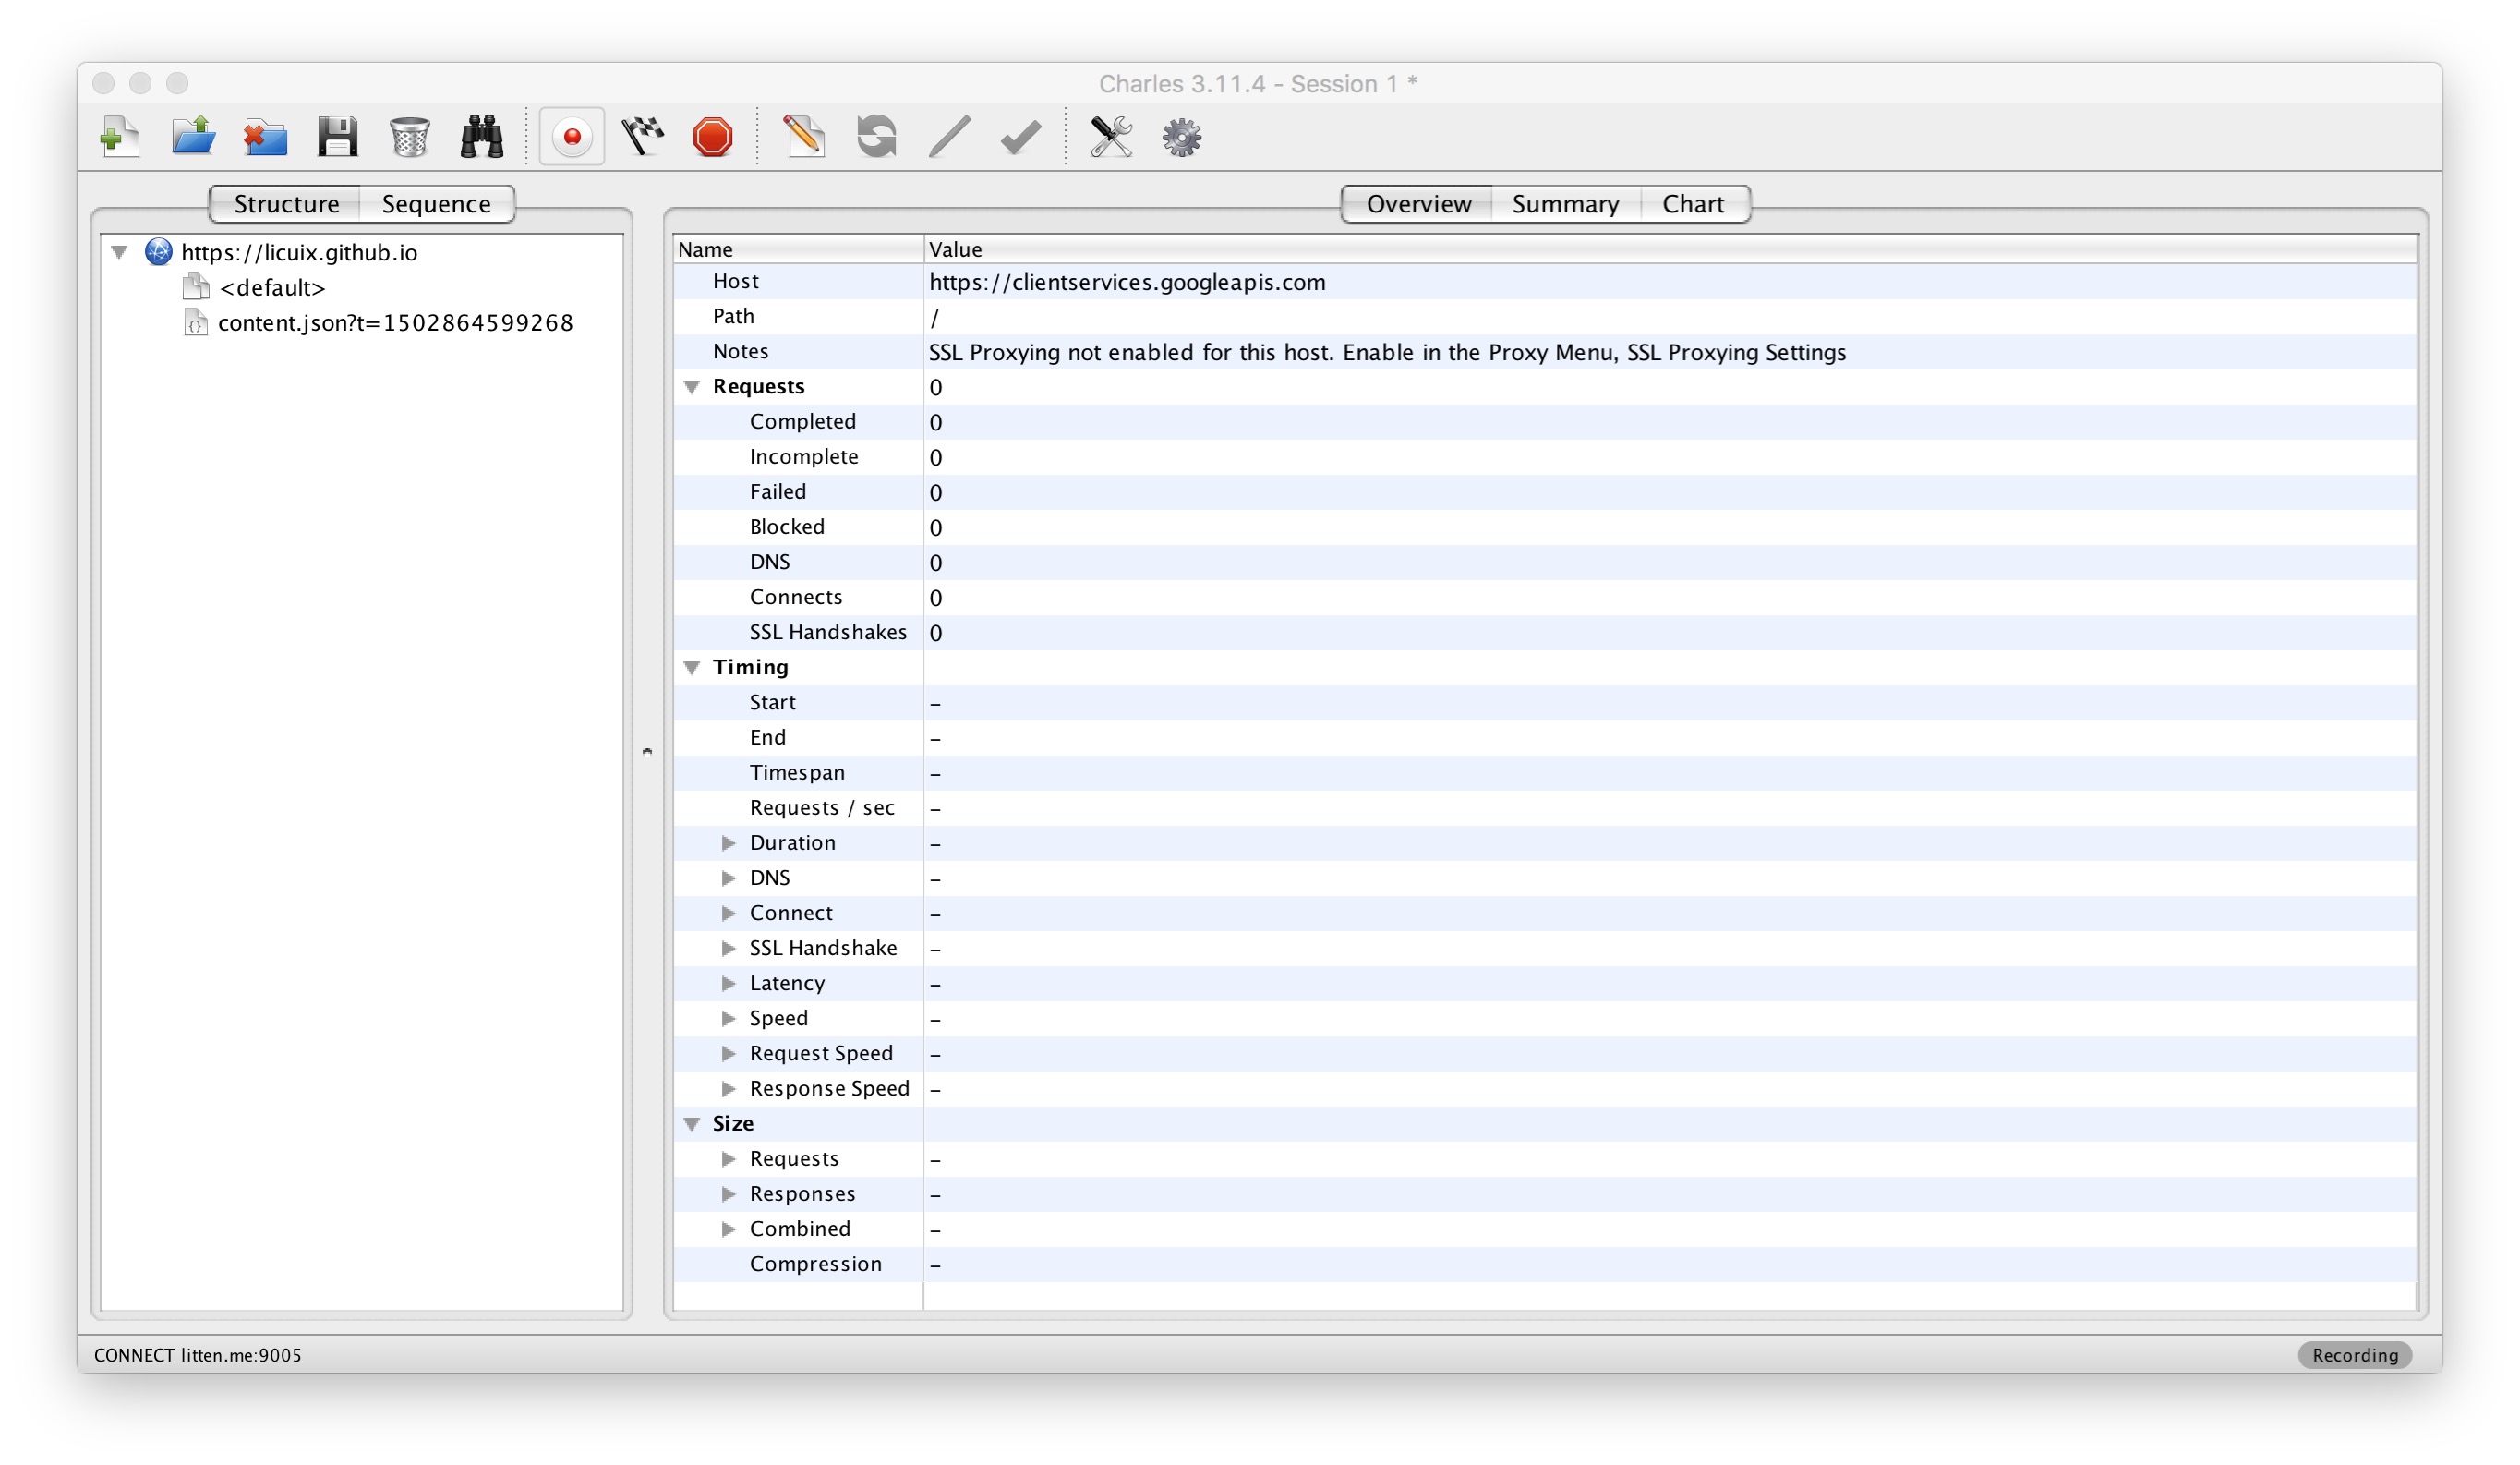 Charles 3.11.4 - Session 1 *
Structure Sequence
Overview Summary Chart
https://licuix.github.io
<default>
content.json?t=1502864599268
Name Value
Host https://clientservices.googleapis.com
Path /
Notes SSL Proxying not enabled for this host. Enable in the Proxy Menu, SSL Proxying Settings
Requests 0
Completed 0
Incomplete 0
Failed 0
Blocked 0
DNS 0
Connects 0
SSL Handshakes 0
Timing
Start –
End –
Timespan –
Requests / sec –
Duration –
DNS –
Connect –
SSL Handshake –
Latency –
Speed –
Request Speed –
Response Speed –
Size
Requests –
Responses –
Combined –
Compression –
CONNECT litten.me:9005 Recording